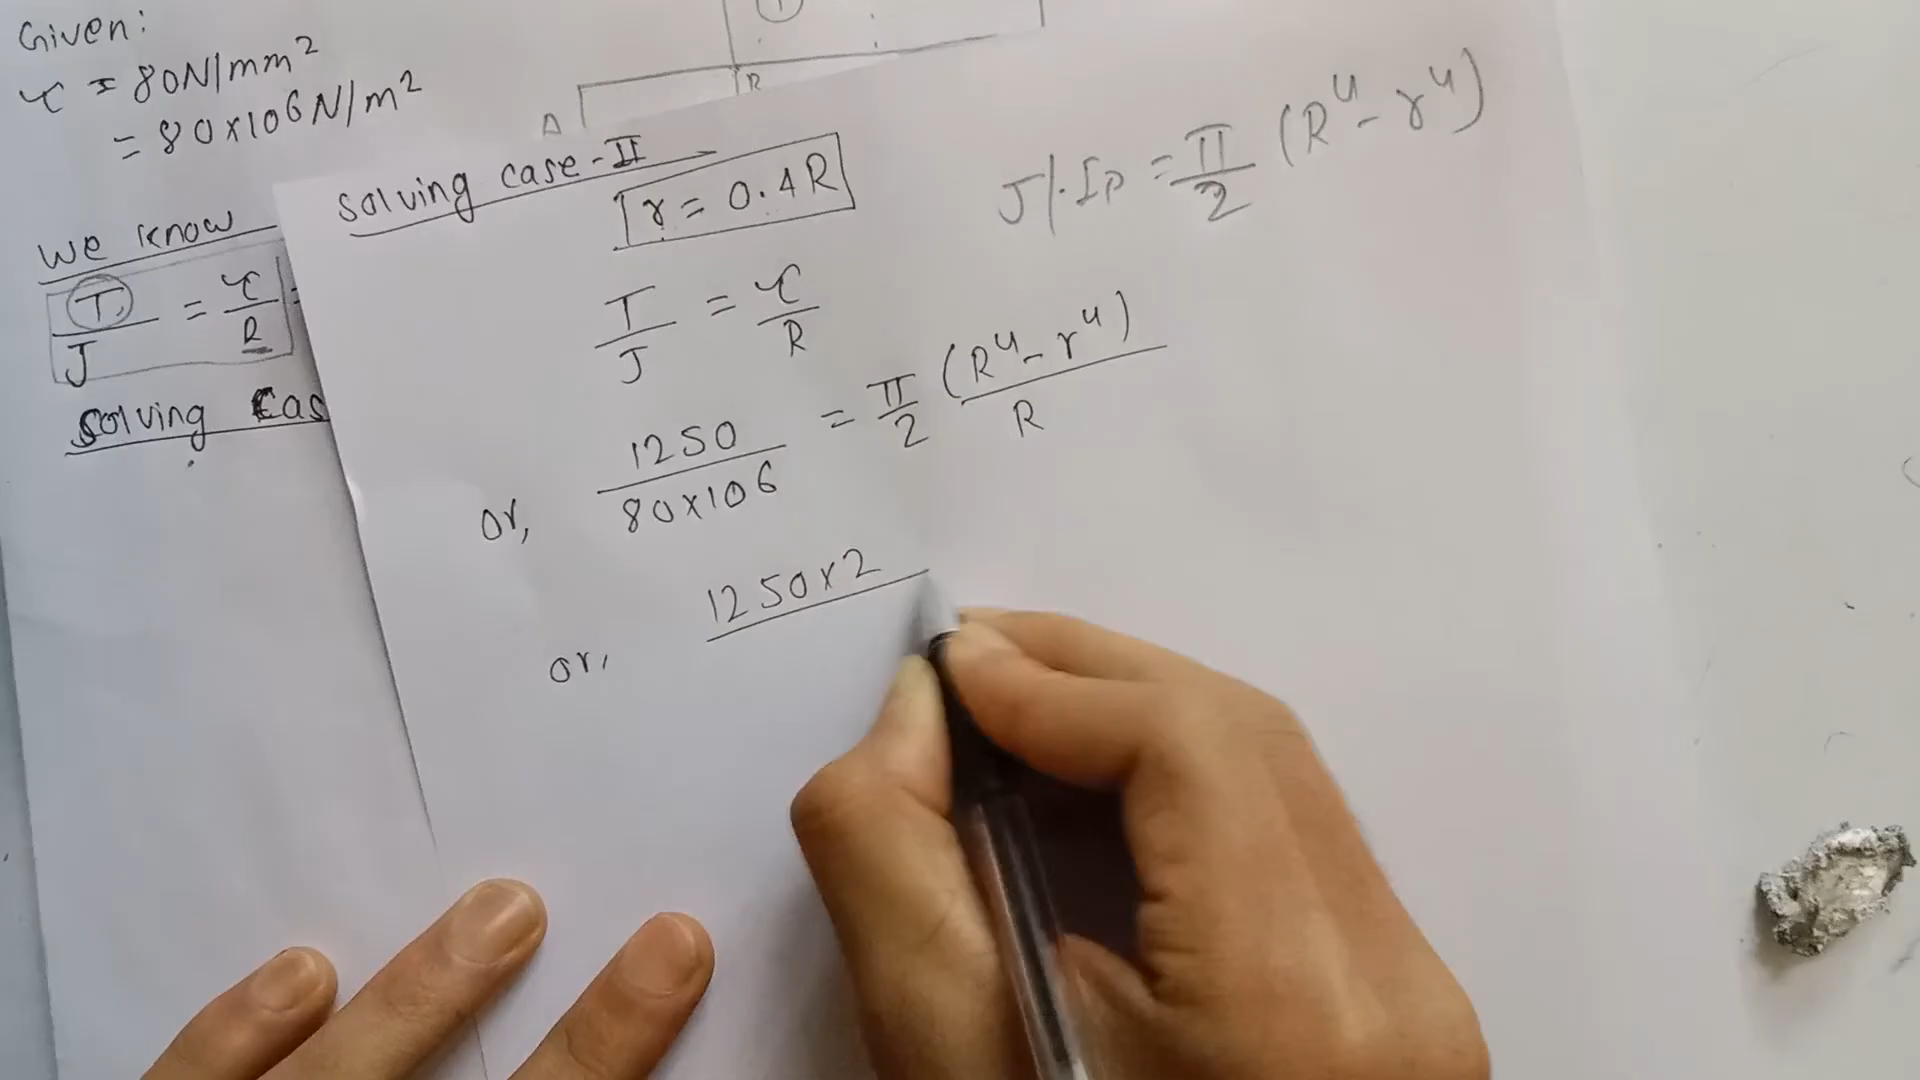 Given:
τ = 80N/mm²
= 80×10⁶N/m²
We know
T/J = τ/R =
Solving Cas
A
R
Solving case-II
r = 0.4R
J/Ip = π/2 (R⁴ - r⁴)
T/J = τ/R
or, 1250/80×10⁶ = π/2 (R⁴ - r⁴)/R
or, 1250×2